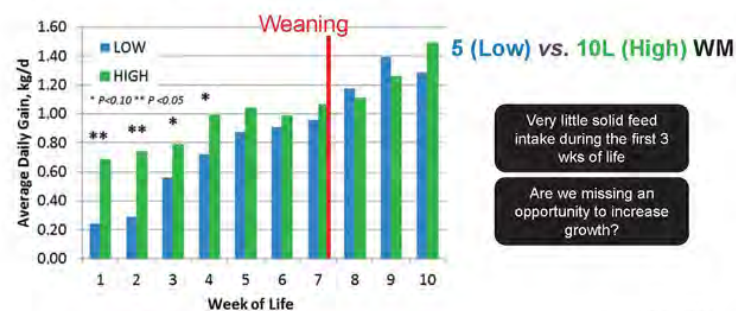 Weaning
5 (Low) vs. 10L (High) WM
1.60
1.40
1.20
1.00
0.80
0.60
0.40
0.20
0.00
Average Daily Gain, kg/d
LOW
HIGH
* P<0.10 ** P <0.05
**
**
*
*
1 2 3 4 5 6 7 8 9 10
Week of Life
Very little solid feed
intake during the first 3
wks of life
Are we missing an
opportunity to increase
growth?